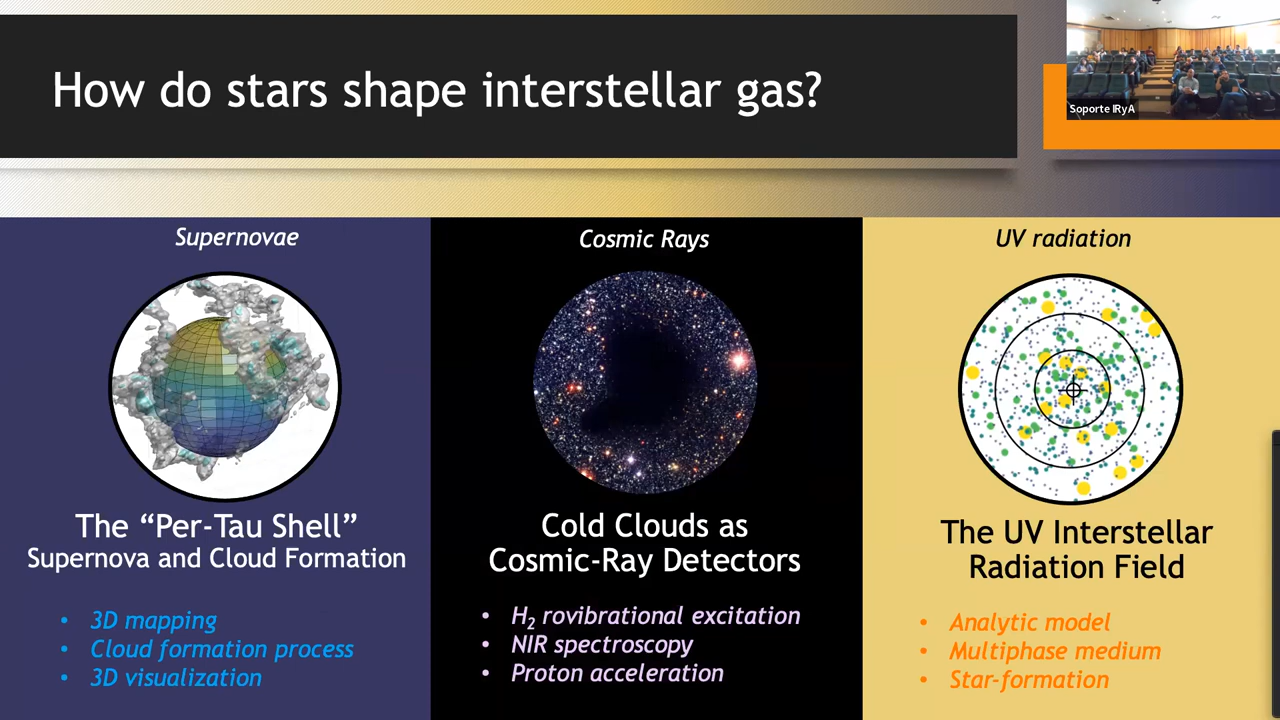 How do stars shape interstellar gas?
Soporte IRyA
Supernovae
The “Per-Tau Shell”
Supernova and Cloud Formation
• 3D mapping
• Cloud formation process
• 3D visualization
Cosmic Rays
Cold Clouds as
Cosmic-Ray Detectors
• H₂ rovibrational excitation
• NIR spectroscopy
• Proton acceleration
UV radiation
The UV Interstellar
Radiation Field
• Analytic model
• Multiphase medium
• Star-formation